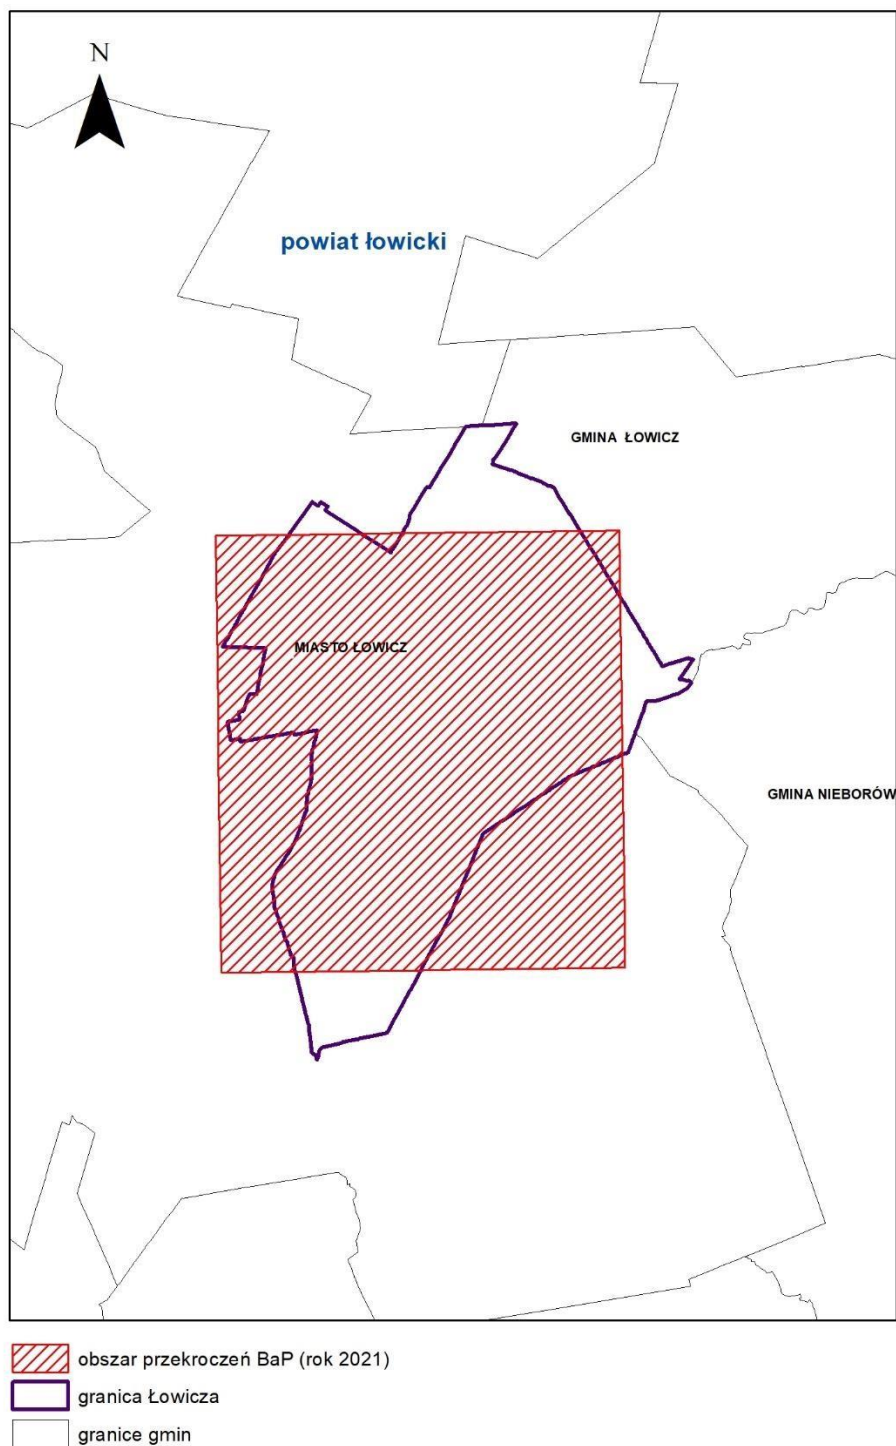 N
powiat łowicki
GMINA ŁOWICZ
MIASTO ŁOWICZ
GMINA NIEBORÓW
obszar przekroczeń BaP (rok 2021)
granica Łowicza
granice gmin